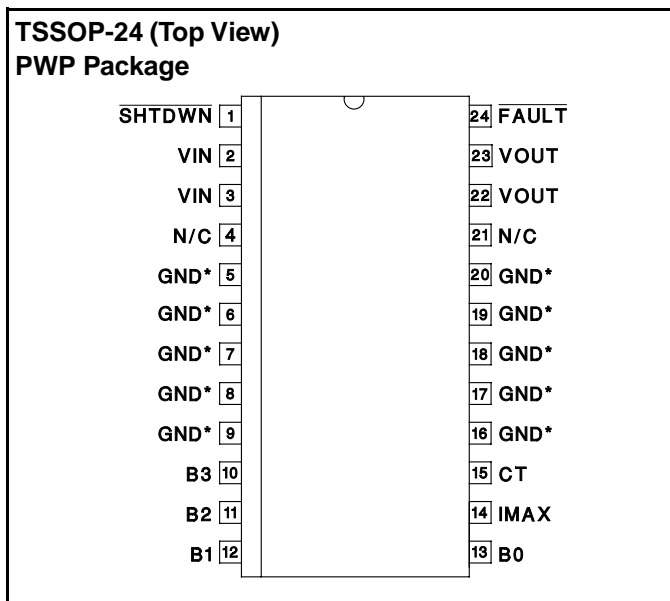 TSSOP-24 (Top View)
PWP Package
SHTDWN 1 24 FAULT
VIN 2 23 VOUT
VIN 3 22 VOUT
N/C 4 21 N/C
GND* 5 20 GND*
GND* 6 19 GND*
GND* 7 18 GND*
GND* 8 17 GND*
GND* 9 16 GND*
B3 10 15 CT
B2 11 14 IMAX
B1 12 13 B0